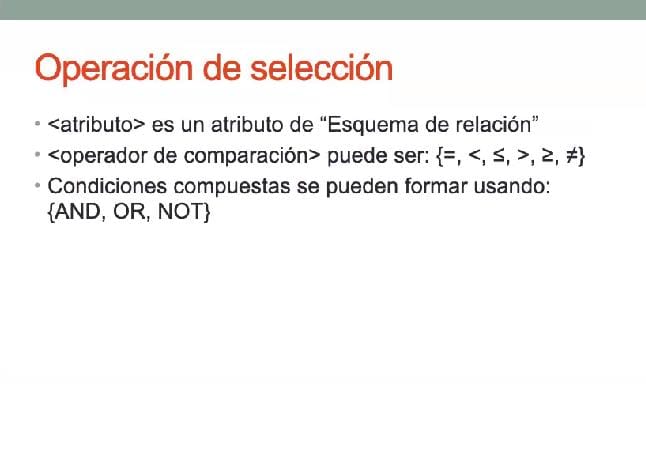 Operación de selección
• <atributo> es un atributo de “Esquema de relación”
• <operador de comparación> puede ser: {=, <, ≤, >, ≥, ≠}
• Condiciones compuestas se pueden formar usando:
{AND, OR, NOT}